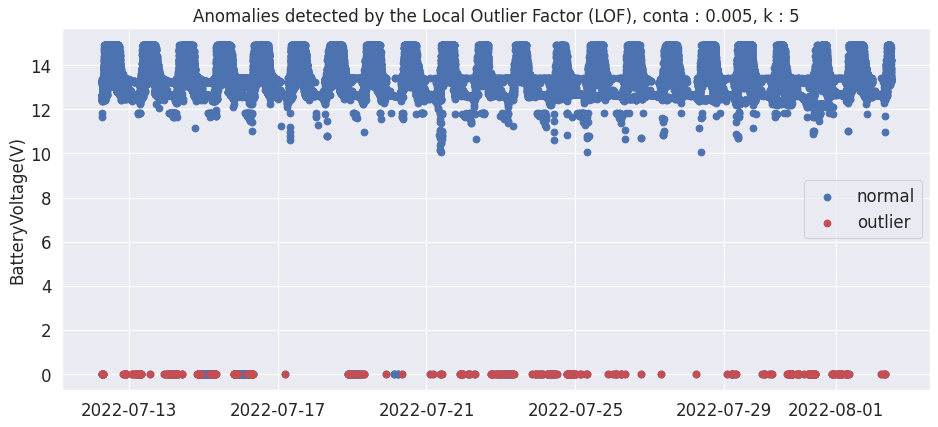 Anomalies detected by the Local Outlier Factor (LOF), conta : 0.005, k : 5
BatteryVoltage(V)
14
12
10
8
6
4
2
0
normal
outlier
2022-07-13 2022-07-17 2022-07-21 2022-07-25 2022-07-29 2022-08-01